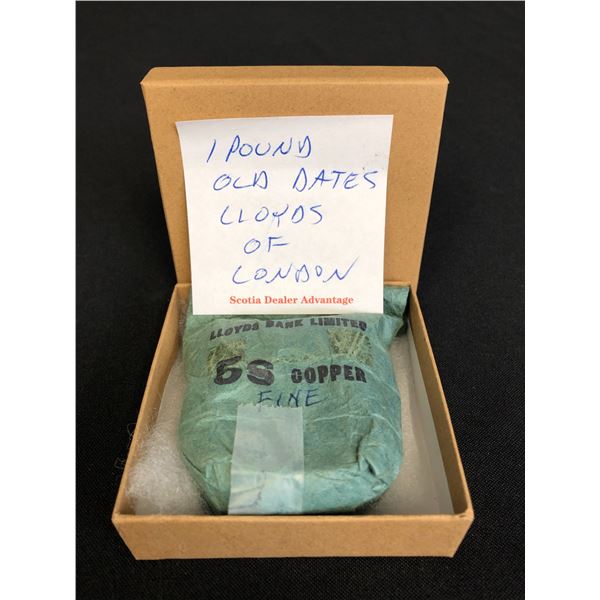 1 POUND
OLD DATES
LLOYDS
OF
LONDON
Scotia Dealer Advantage
LLOYDS BANK LIMITED
5S COPPER
FINE